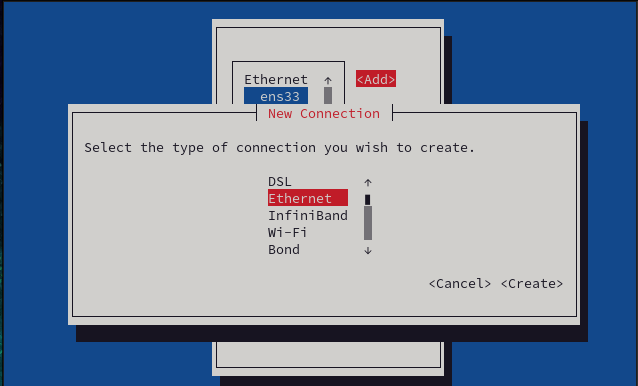 Ethernet ↑ <Add>
ens33
New Connection
Select the type of connection you wish to create.
DSL ↑
Ethernet
InfiniBand
Wi-Fi
Bond ↓
<Cancel> <Create>